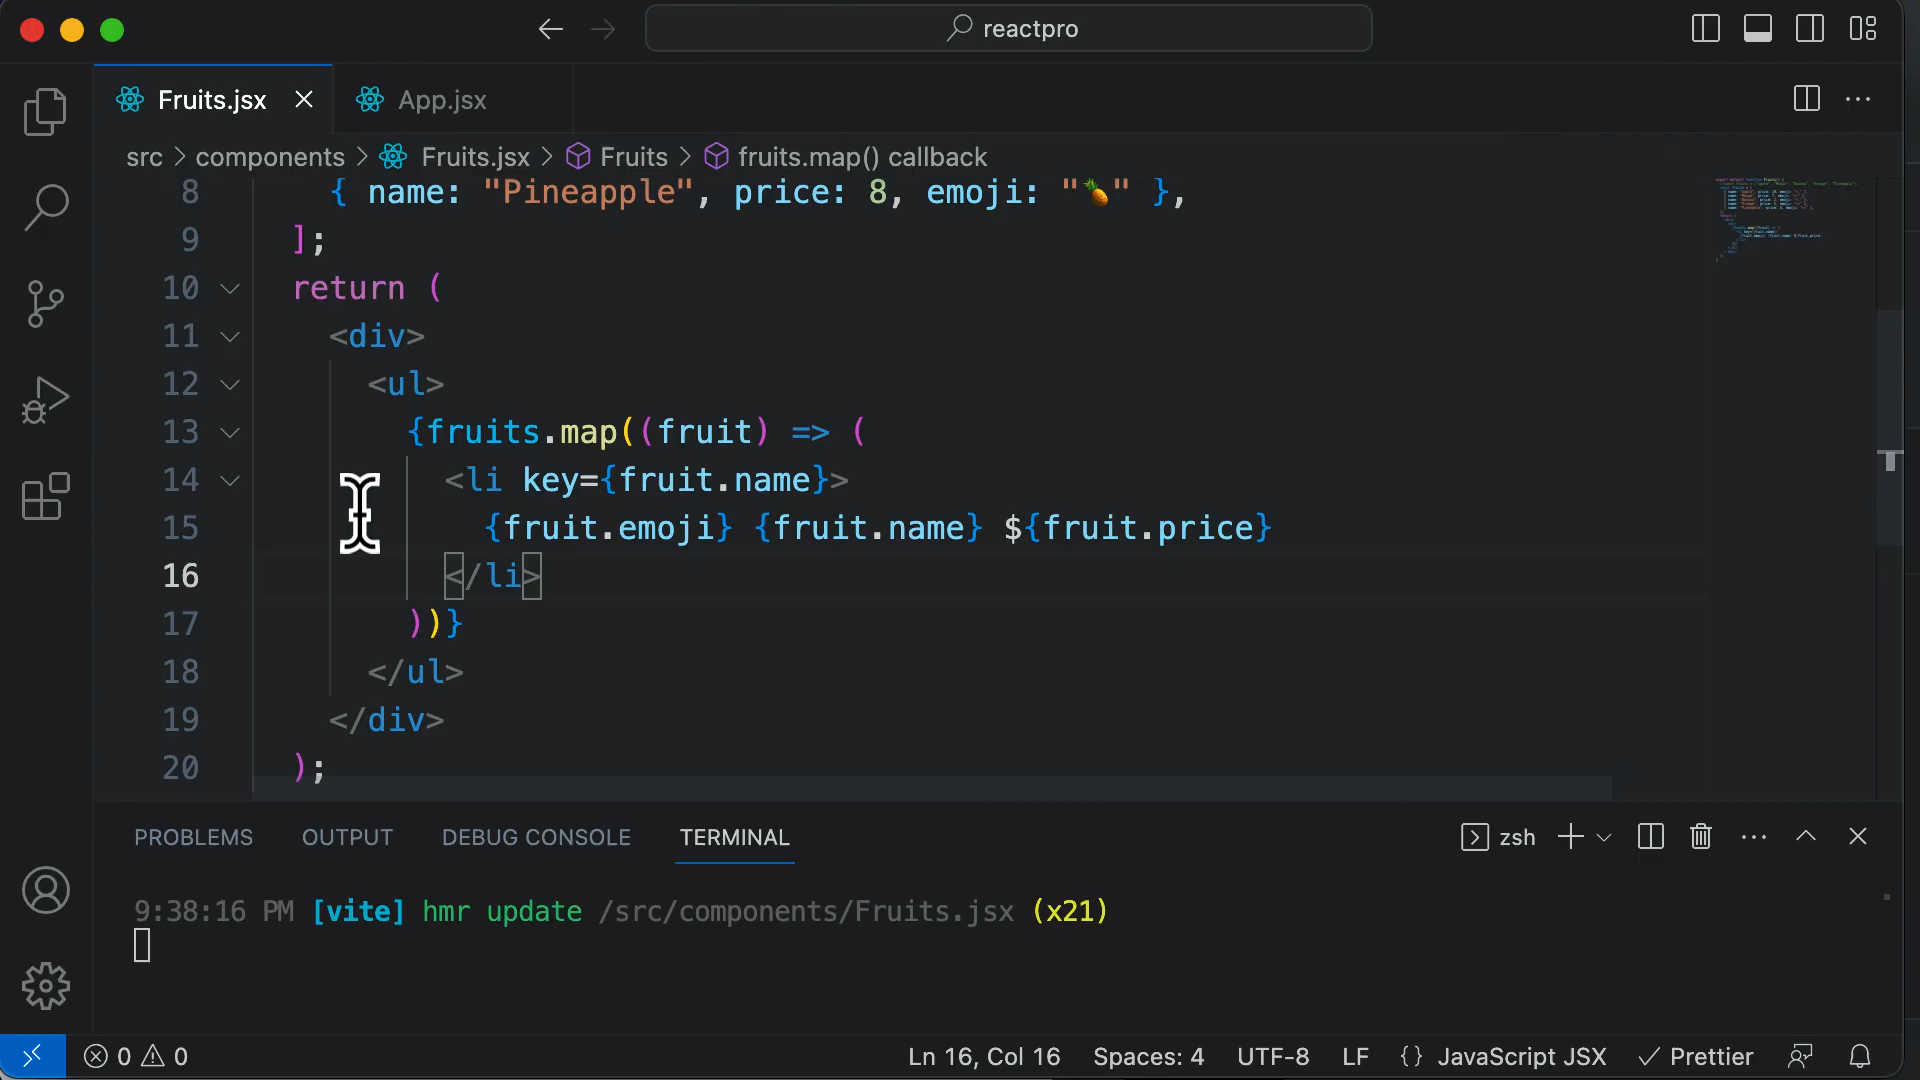 reactpro
Fruits.jsx
App.jsx
src > components > Fruits.jsx > Fruits > fruits.map() callback
8 { name: "Pineapple", price: 8, emoji: "🍍" },
9 ];
10 return (
11 <div>
12 <ul>
13 {fruits.map((fruit) => (
14 <li key={fruit.name}>
15 {fruit.emoji} {fruit.name} ${fruit.price}
16 </li>
17 ))}
18 </ul>
19 </div>
20 );
PROBLEMS OUTPUT DEBUG CONSOLE TERMINAL zsh
9:38:16 PM [vite] hmr update /src/components/Fruits.jsx (x21)
0 0 Ln 16, Col 16 Spaces: 4 UTF-8 LF {} JavaScript JSX Prettier